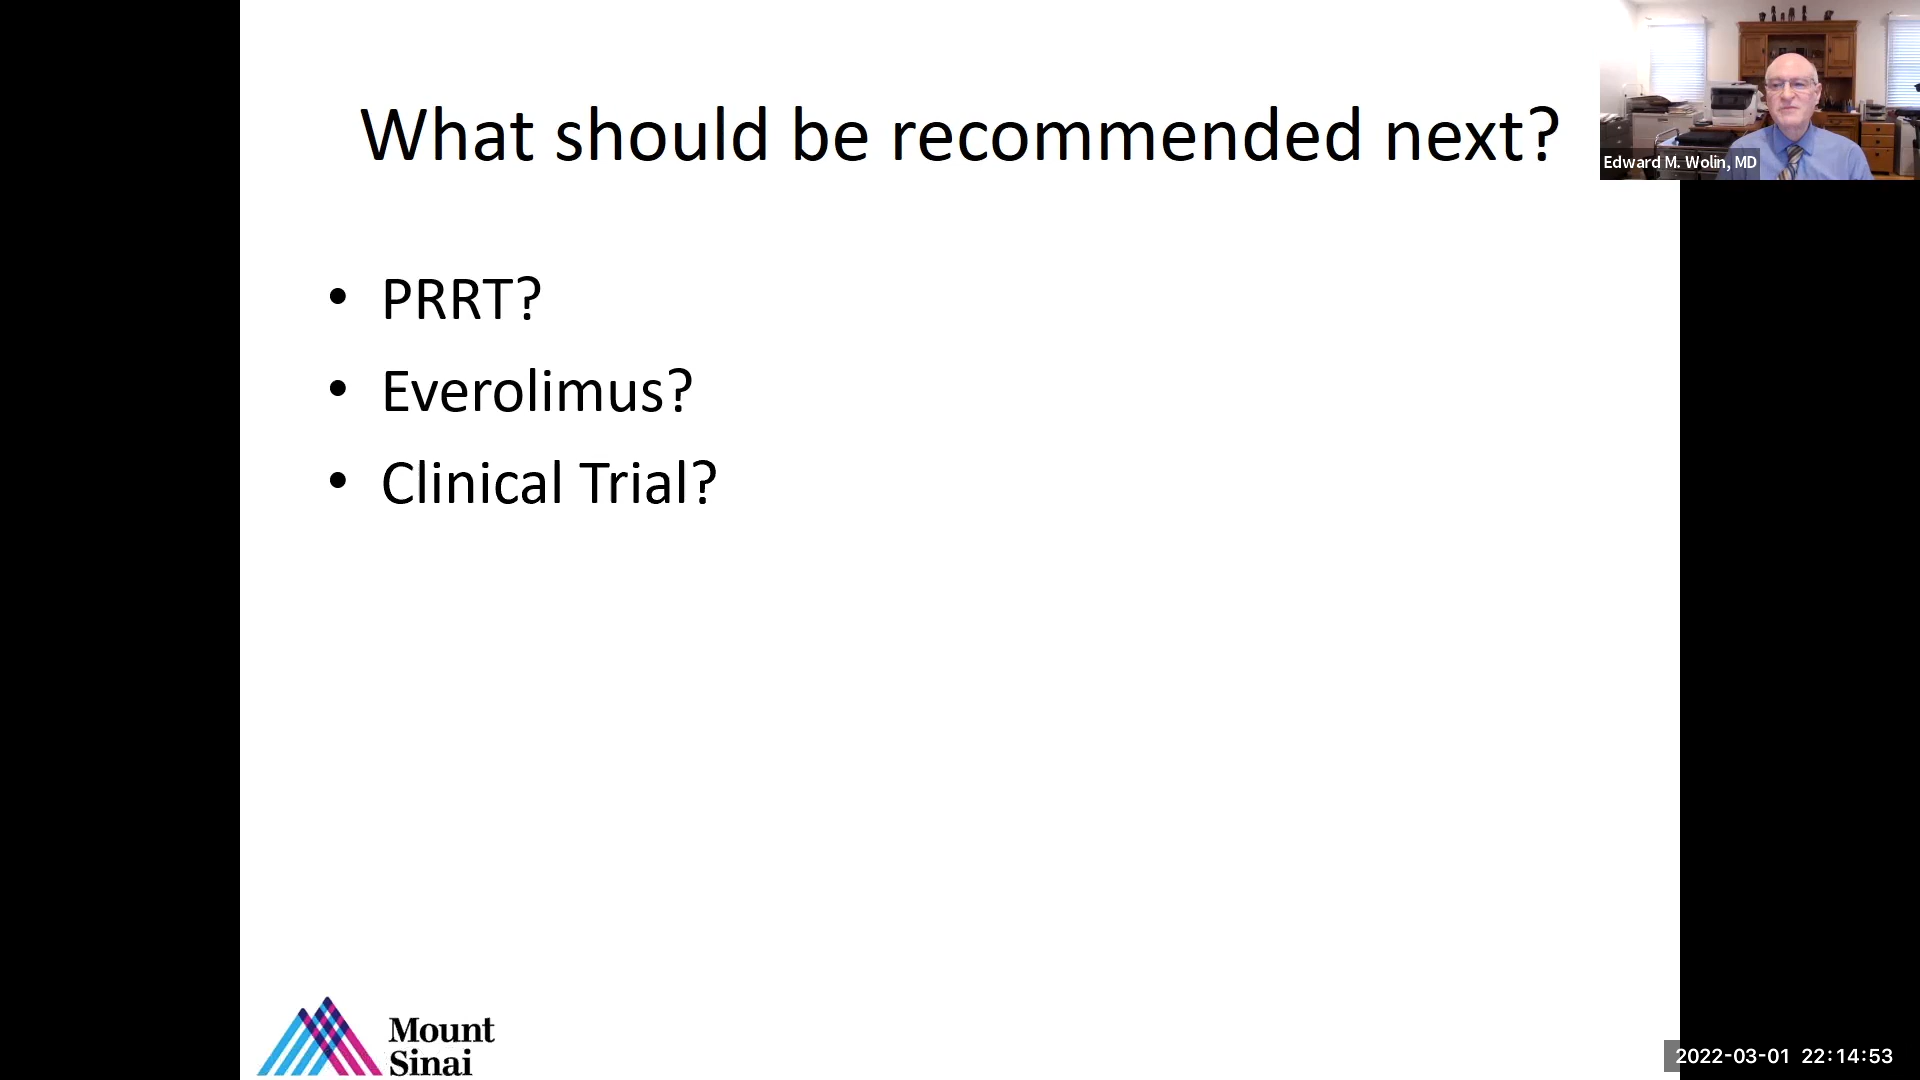 What should be recommended next?
Edward M. Wolin, MD
• PRRT?
• Everolimus?
• Clinical Trial?
Mount
Sinai
2022-03-01 22:14:53